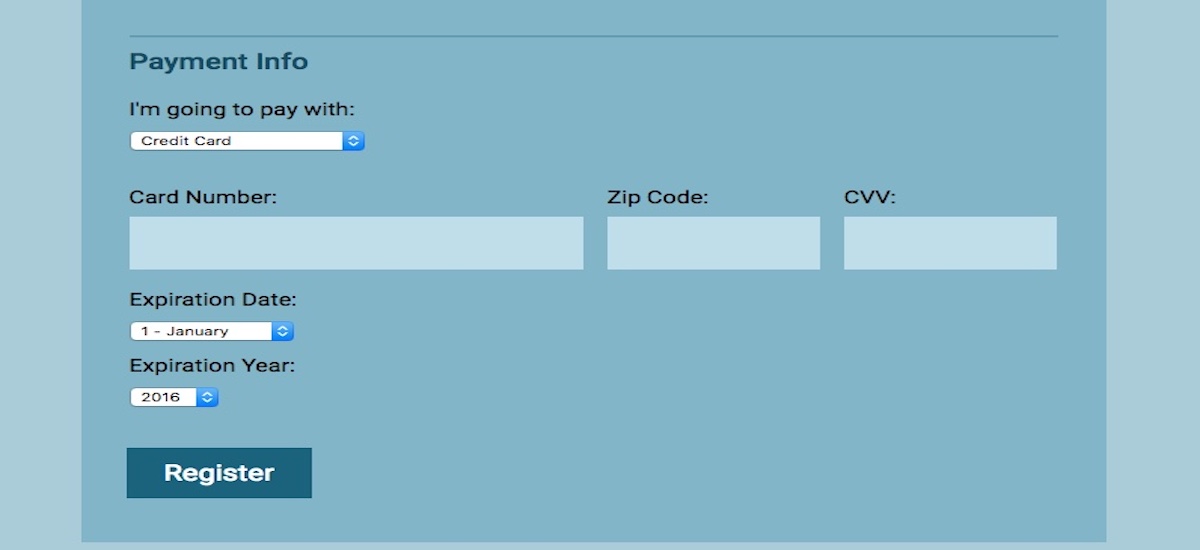 Payment Info
I'm going to pay with:
Credit Card
Card Number: Zip Code: CVV:
Expiration Date:
1 - January
Expiration Year:
2016
Register